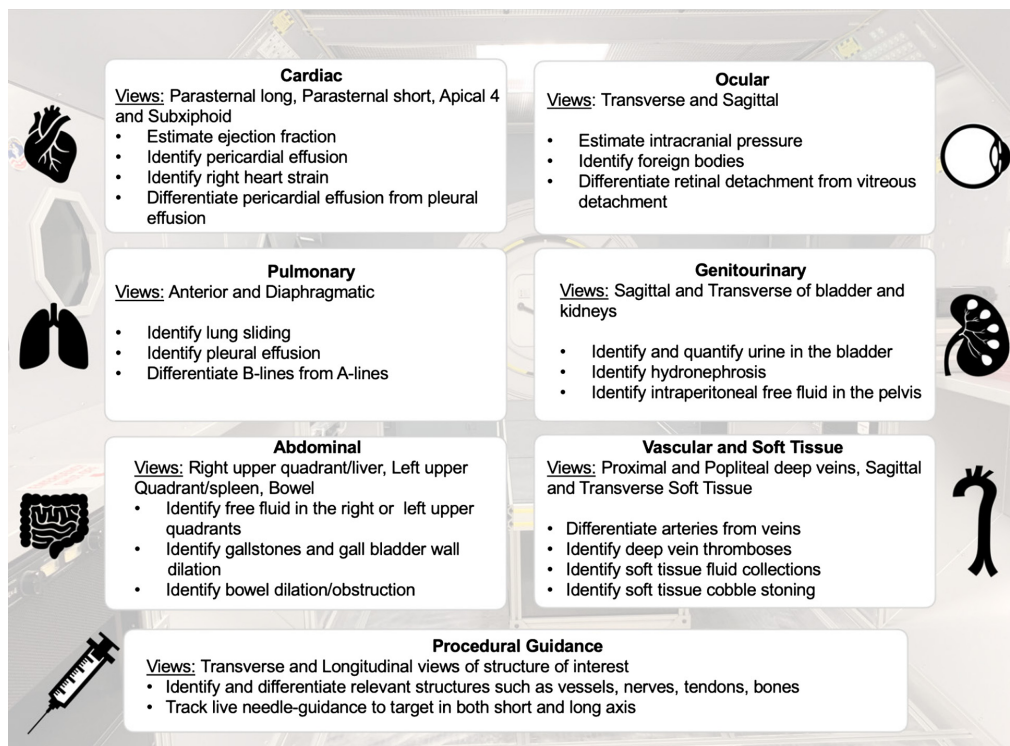 Cardiac
Views: Parasternal long, Parasternal short, Apical 4
and Subxiphoid
• Estimate ejection fraction
• Identify pericardial effusion
• Identify right heart strain
• Differentiate pericardial effusion from pleural
effusion
Ocular
Views: Transverse and Sagittal
• Estimate intracranial pressure
• Identify foreign bodies
• Differentiate retinal detachment from vitreous
detachment
Pulmonary
Views: Anterior and Diaphragmatic
• Identify lung sliding
• Identify pleural effusion
• Differentiate B-lines from A-lines
Genitourinary
Views: Sagittal and Transverse of bladder and
kidneys
• Identify and quantify urine in the bladder
• Identify hydronephrosis
• Identify intraperitoneal free fluid in the pelvis
Abdominal
Views: Right upper quadrant/liver, Left upper
Quadrant/spleen, Bowel
• Identify free fluid in the right or left upper
quadrants
• Identify gallstones and gall bladder wall
dilation
• Identify bowel dilation/obstruction
Vascular and Soft Tissue
Views: Proximal and Popliteal deep veins, Sagittal
and Transverse Soft Tissue
• Differentiate arteries from veins
• Identify deep vein thromboses
• Identify soft tissue fluid collections
• Identify soft tissue cobble stoning
Procedural Guidance
Views: Transverse and Longitudinal views of structure of interest
• Identify and differentiate relevant structures such as vessels, nerves, tendons, bones
• Track live needle-guidance to target in both short and long axis